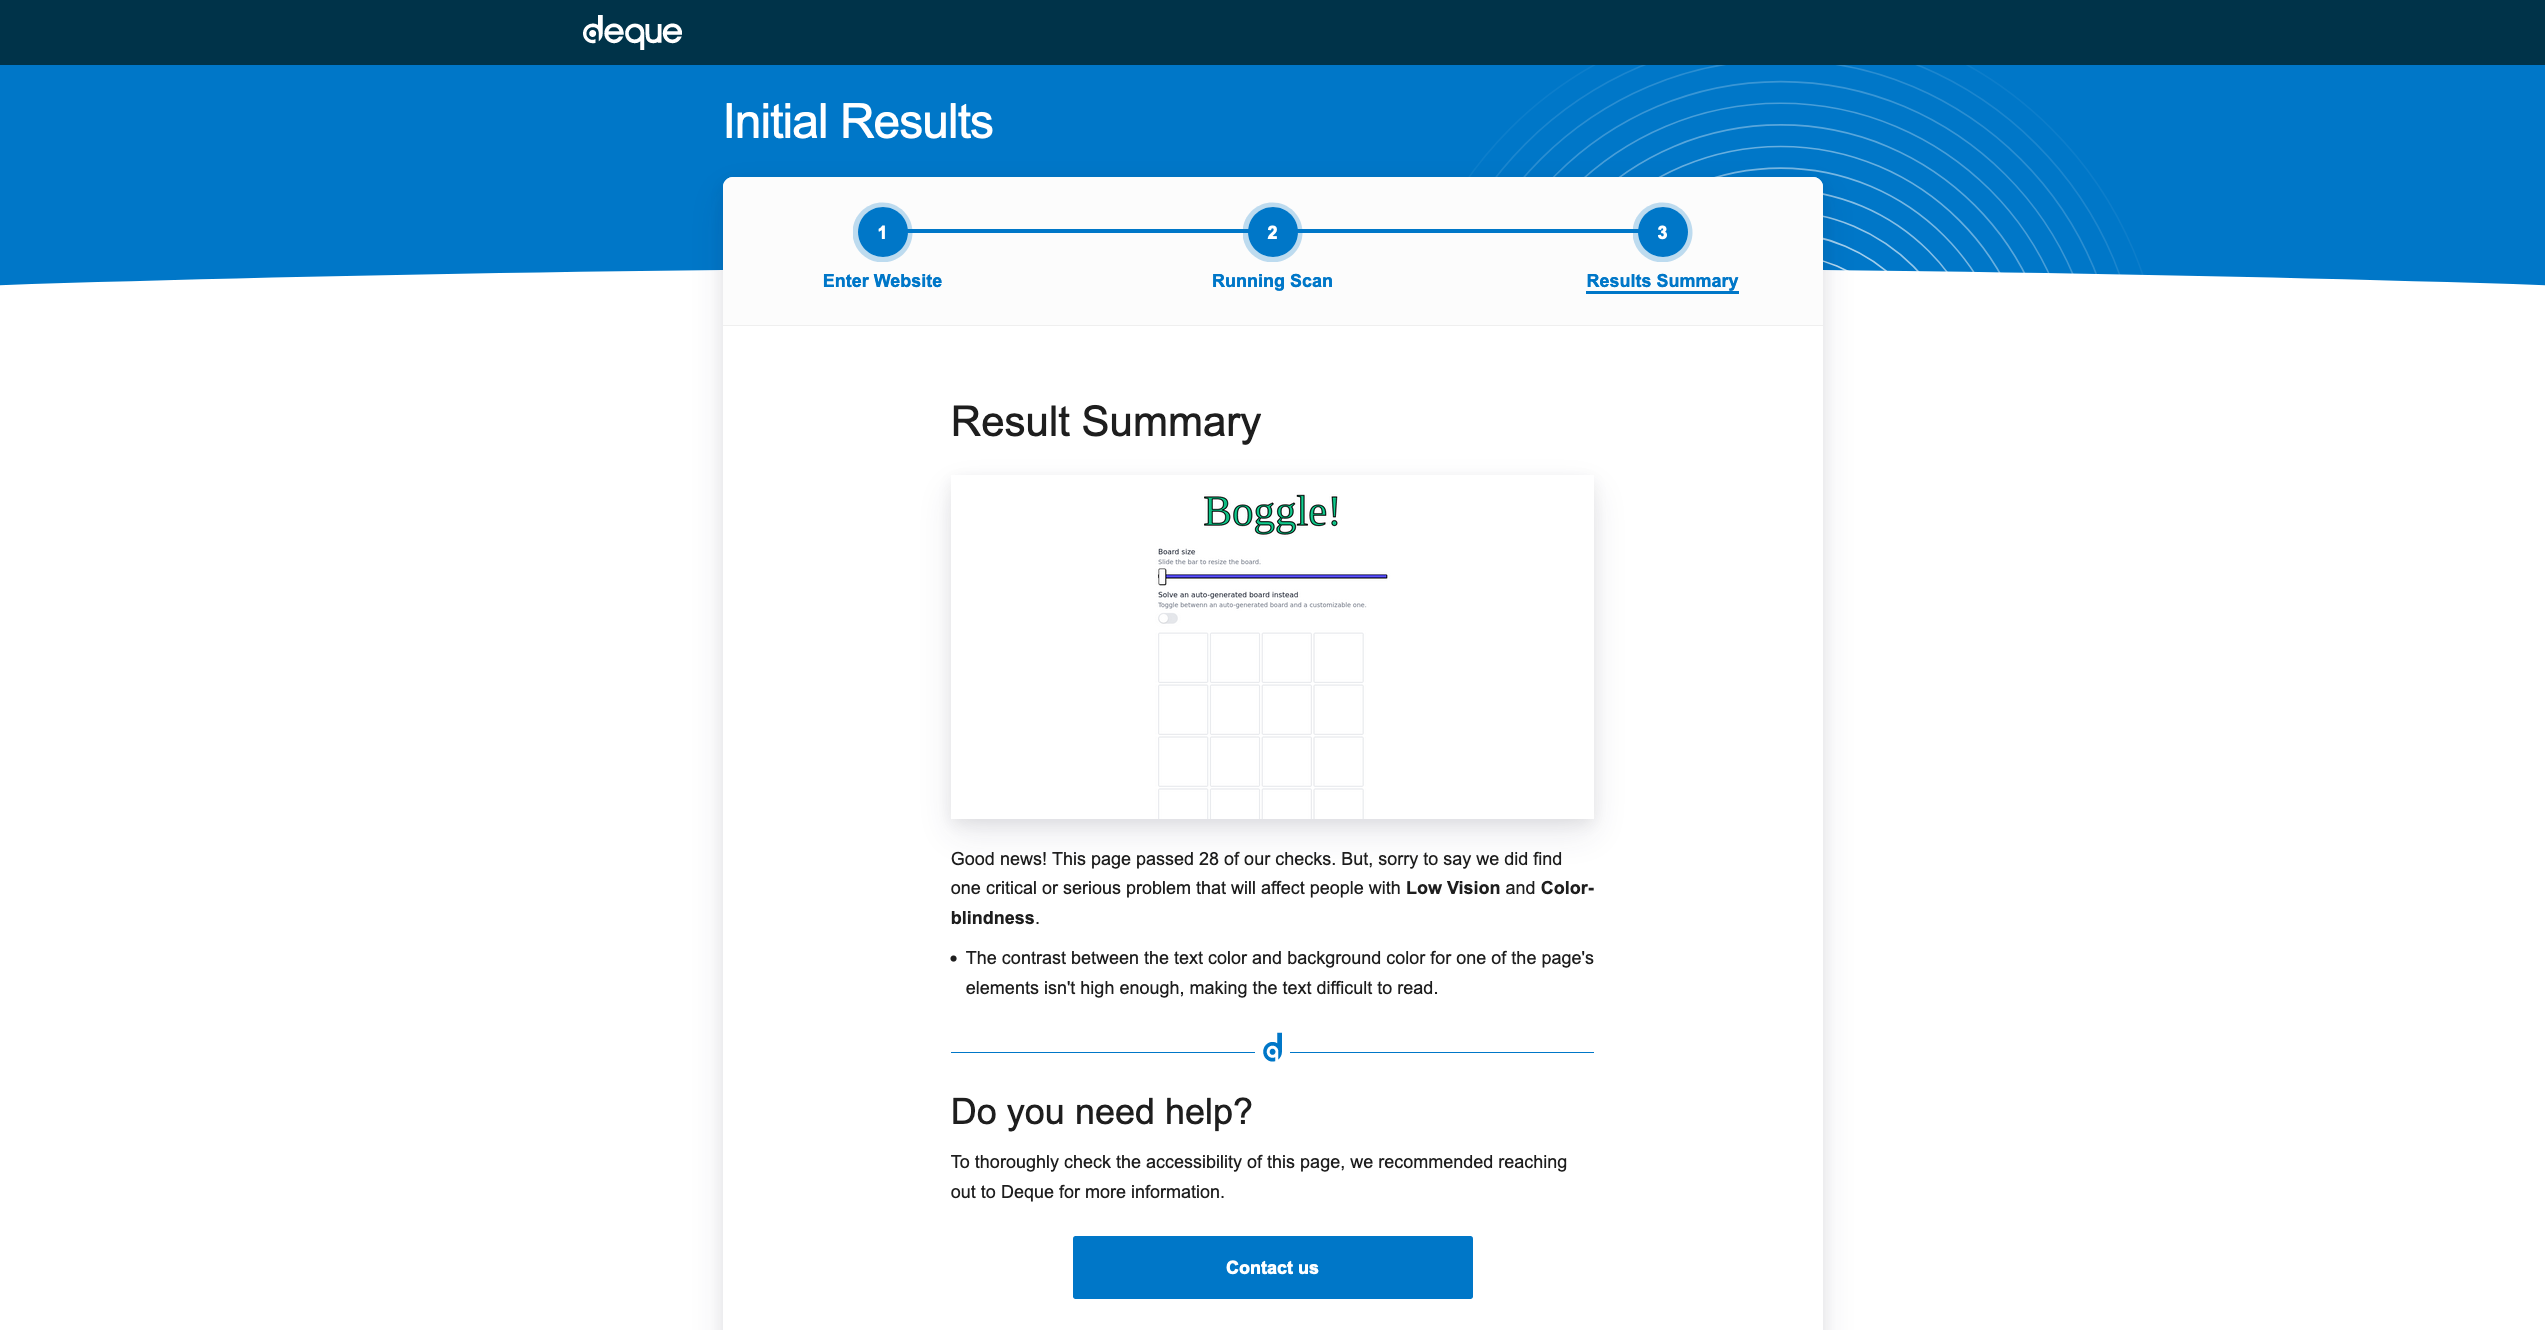 deque
Initial Results
1
2
3
Enter Website
Running Scan
Results Summary
Result Summary
Boggle!
Board size
Slide the bar to resize the board.
Solve an auto-generated board instead
Toggle betwenn an auto-generated board and a customizable one.
Good news! This page passed 28 of our checks. But, sorry to say we did find
one critical or serious problem that will affect people with Low Vision and Color-
blindness.
• The contrast between the text color and background color for one of the page's
elements isn't high enough, making the text difficult to read.
d
Do you need help?
To thoroughly check the accessibility of this page, we recommended reaching
out to Deque for more information.
Contact us